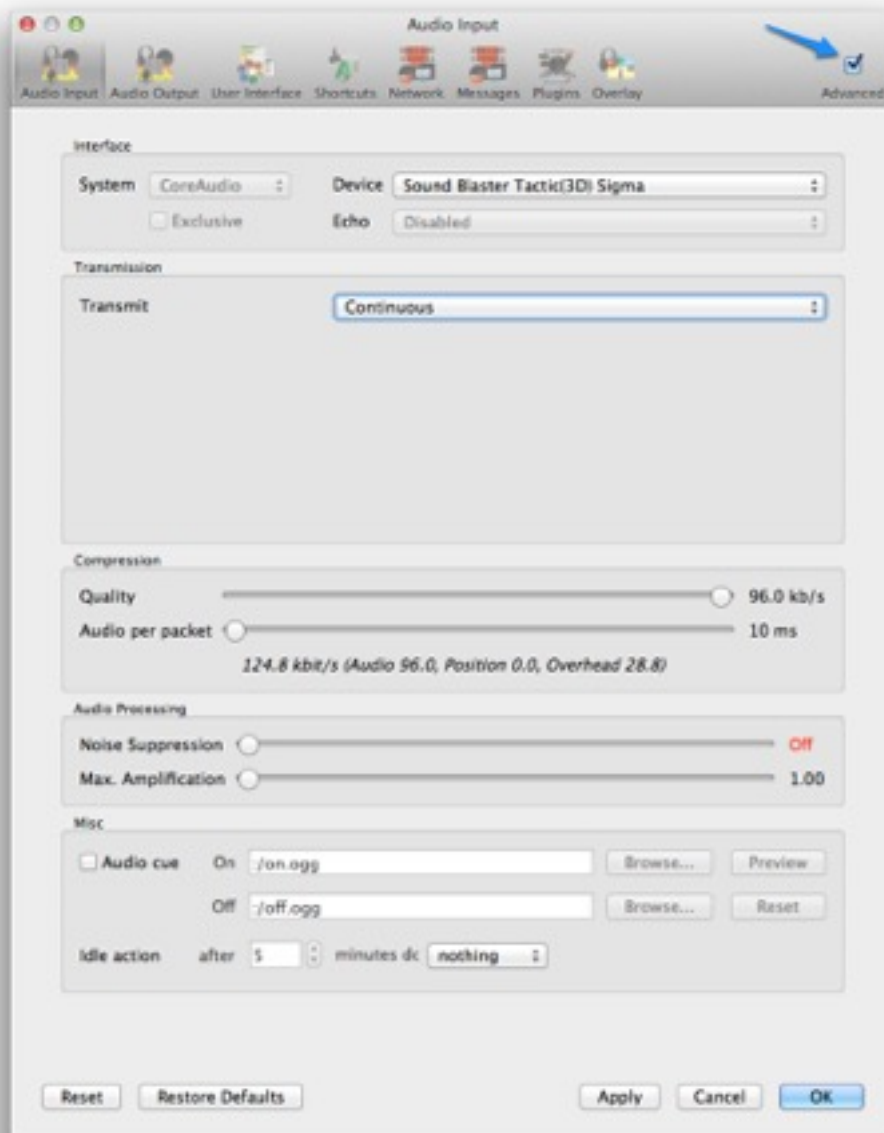 Audio Input
Audio Input Audio Output User Interface Shortcuts Network Messages Plugins Overlay Advanced
Interface
System CoreAudio Device Sound Blaster Tactic(3D) Sigma
Exclusive Echo Disabled
Transmission
Transmit Continuous
Compression
Quality 96.0 kb/s
Audio per packet 10 ms
124.8 kbit/s (Audio 96.0, Position 0.0, Overhead 28.8)
Audio Processing
Noise Suppression Off
Max. Amplification 1.00
Misc
Audio cue On :/on.ogg Browse... Preview
Off :/off.ogg Browse... Reset
Idle action after 5 minutes dc nothing
Reset Restore Defaults Apply Cancel OK